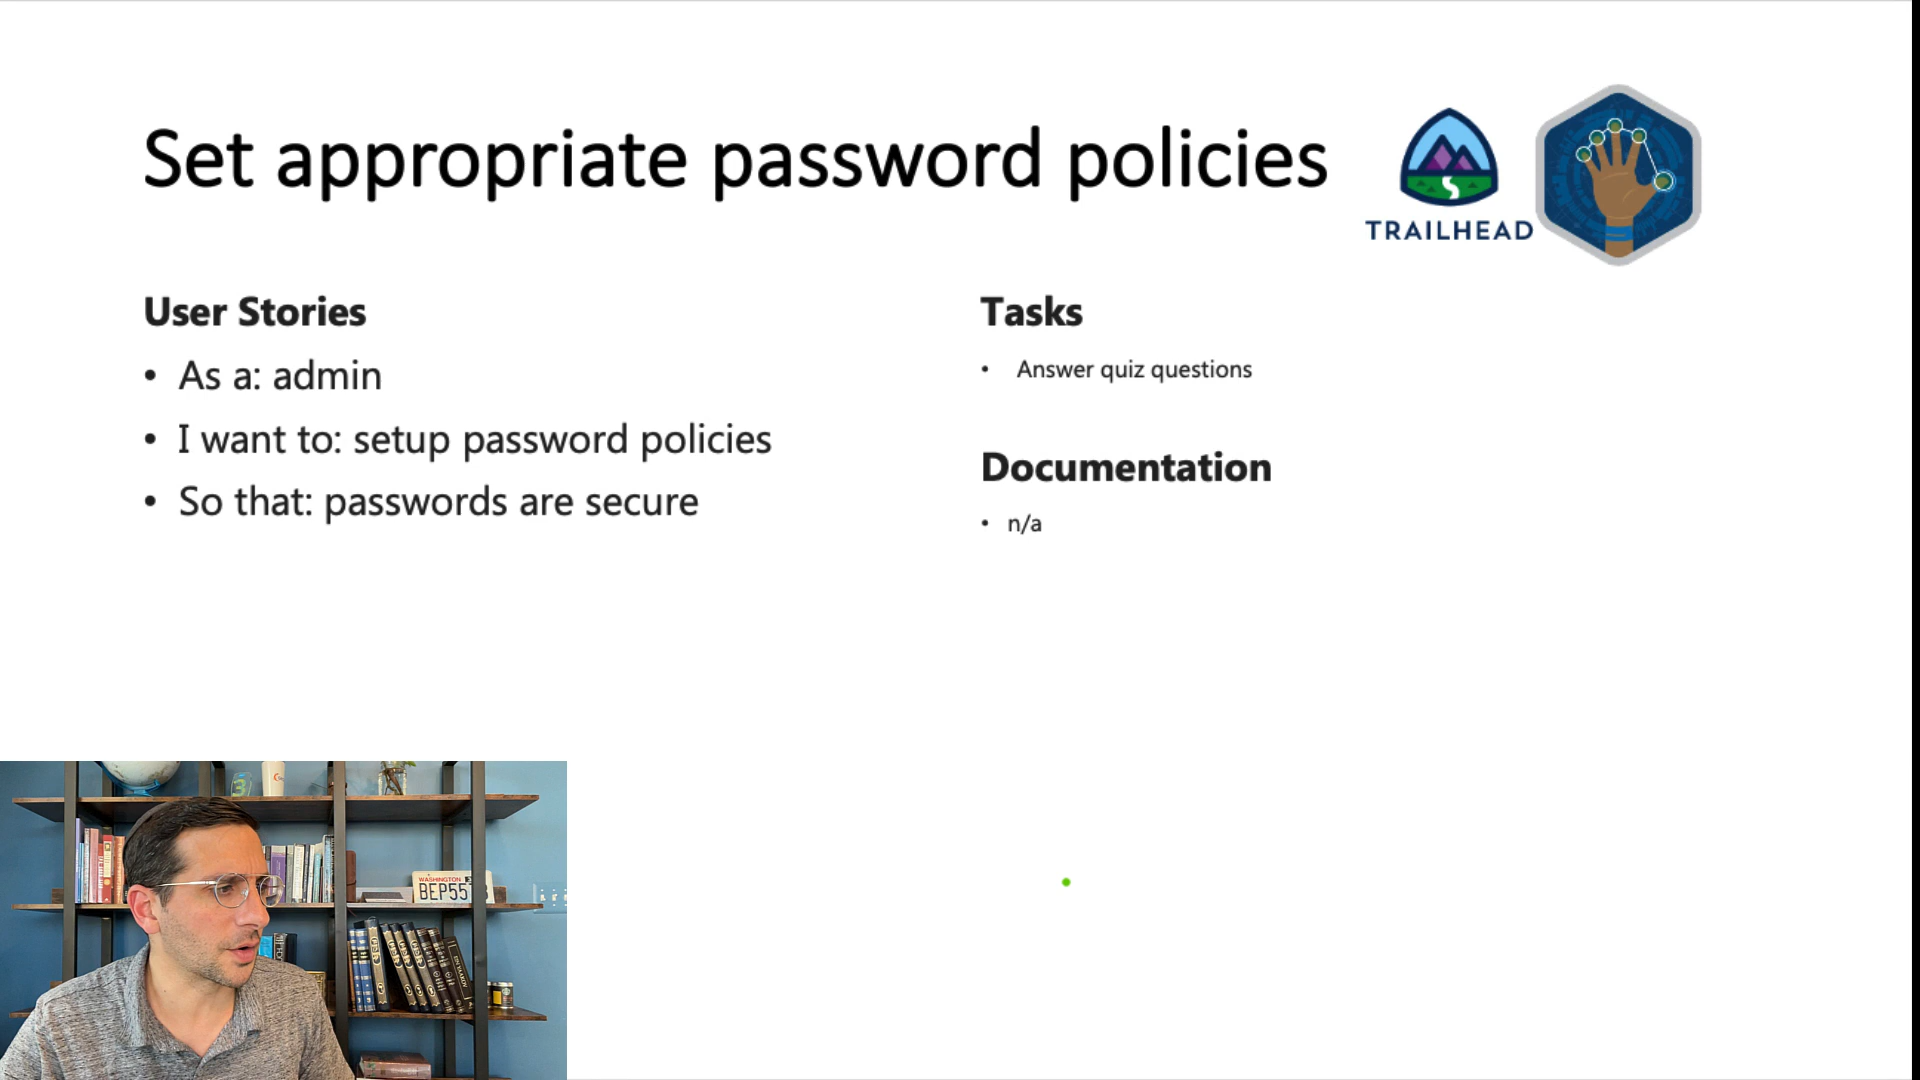 Set appropriate password policies
TRAILHEAD
User Stories
• As a: admin
• I want to: setup password policies
• So that: passwords are secure
Tasks
• Answer quiz questions
Documentation
• n/a
WASHINGTON
3